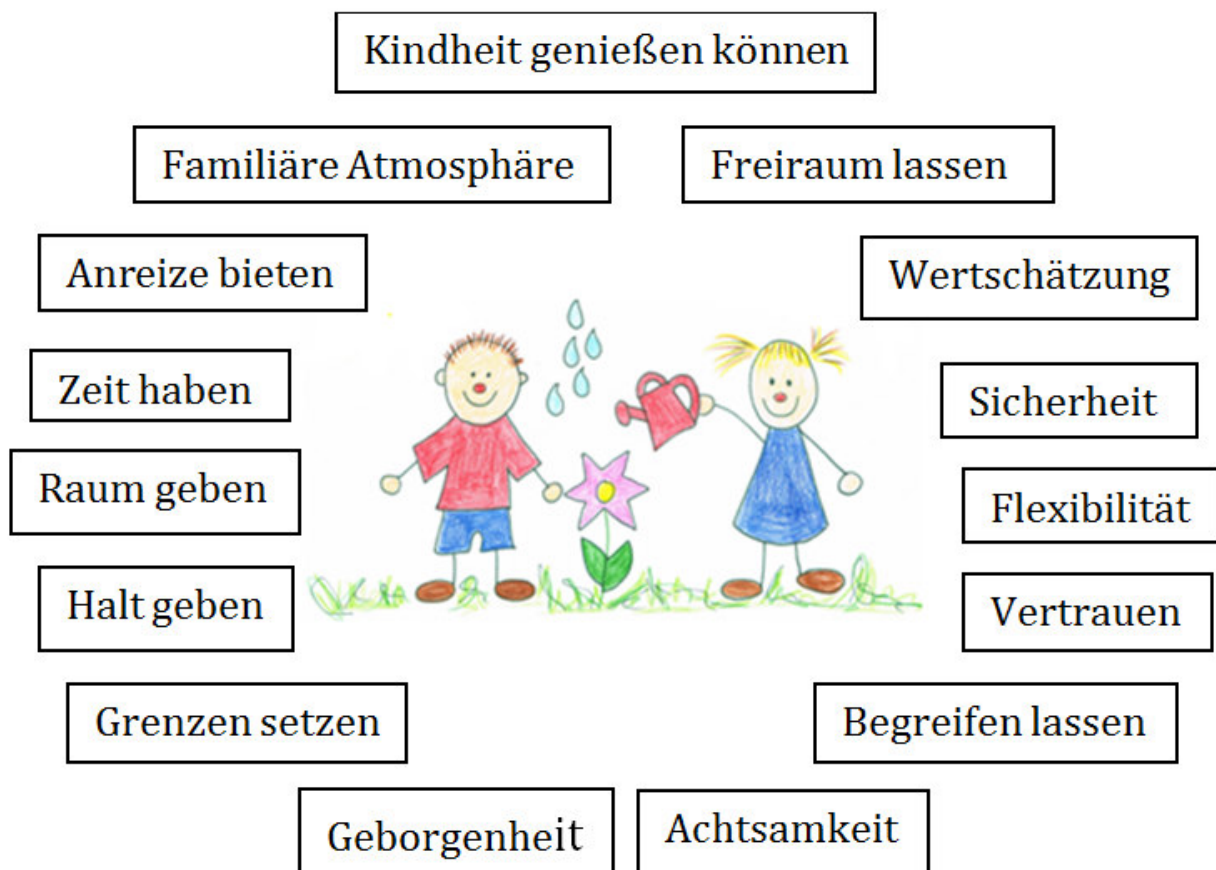 Kindheit genießen können
Familiäre Atmosphäre
Freiraum lassen
Anreize bieten
Wertschätzung
Zeit haben
Sicherheit
Raum geben
Flexibilität
Halt geben
Vertrauen
Grenzen setzen
Begreifen lassen
Geborgenheit
Achtsamkeit